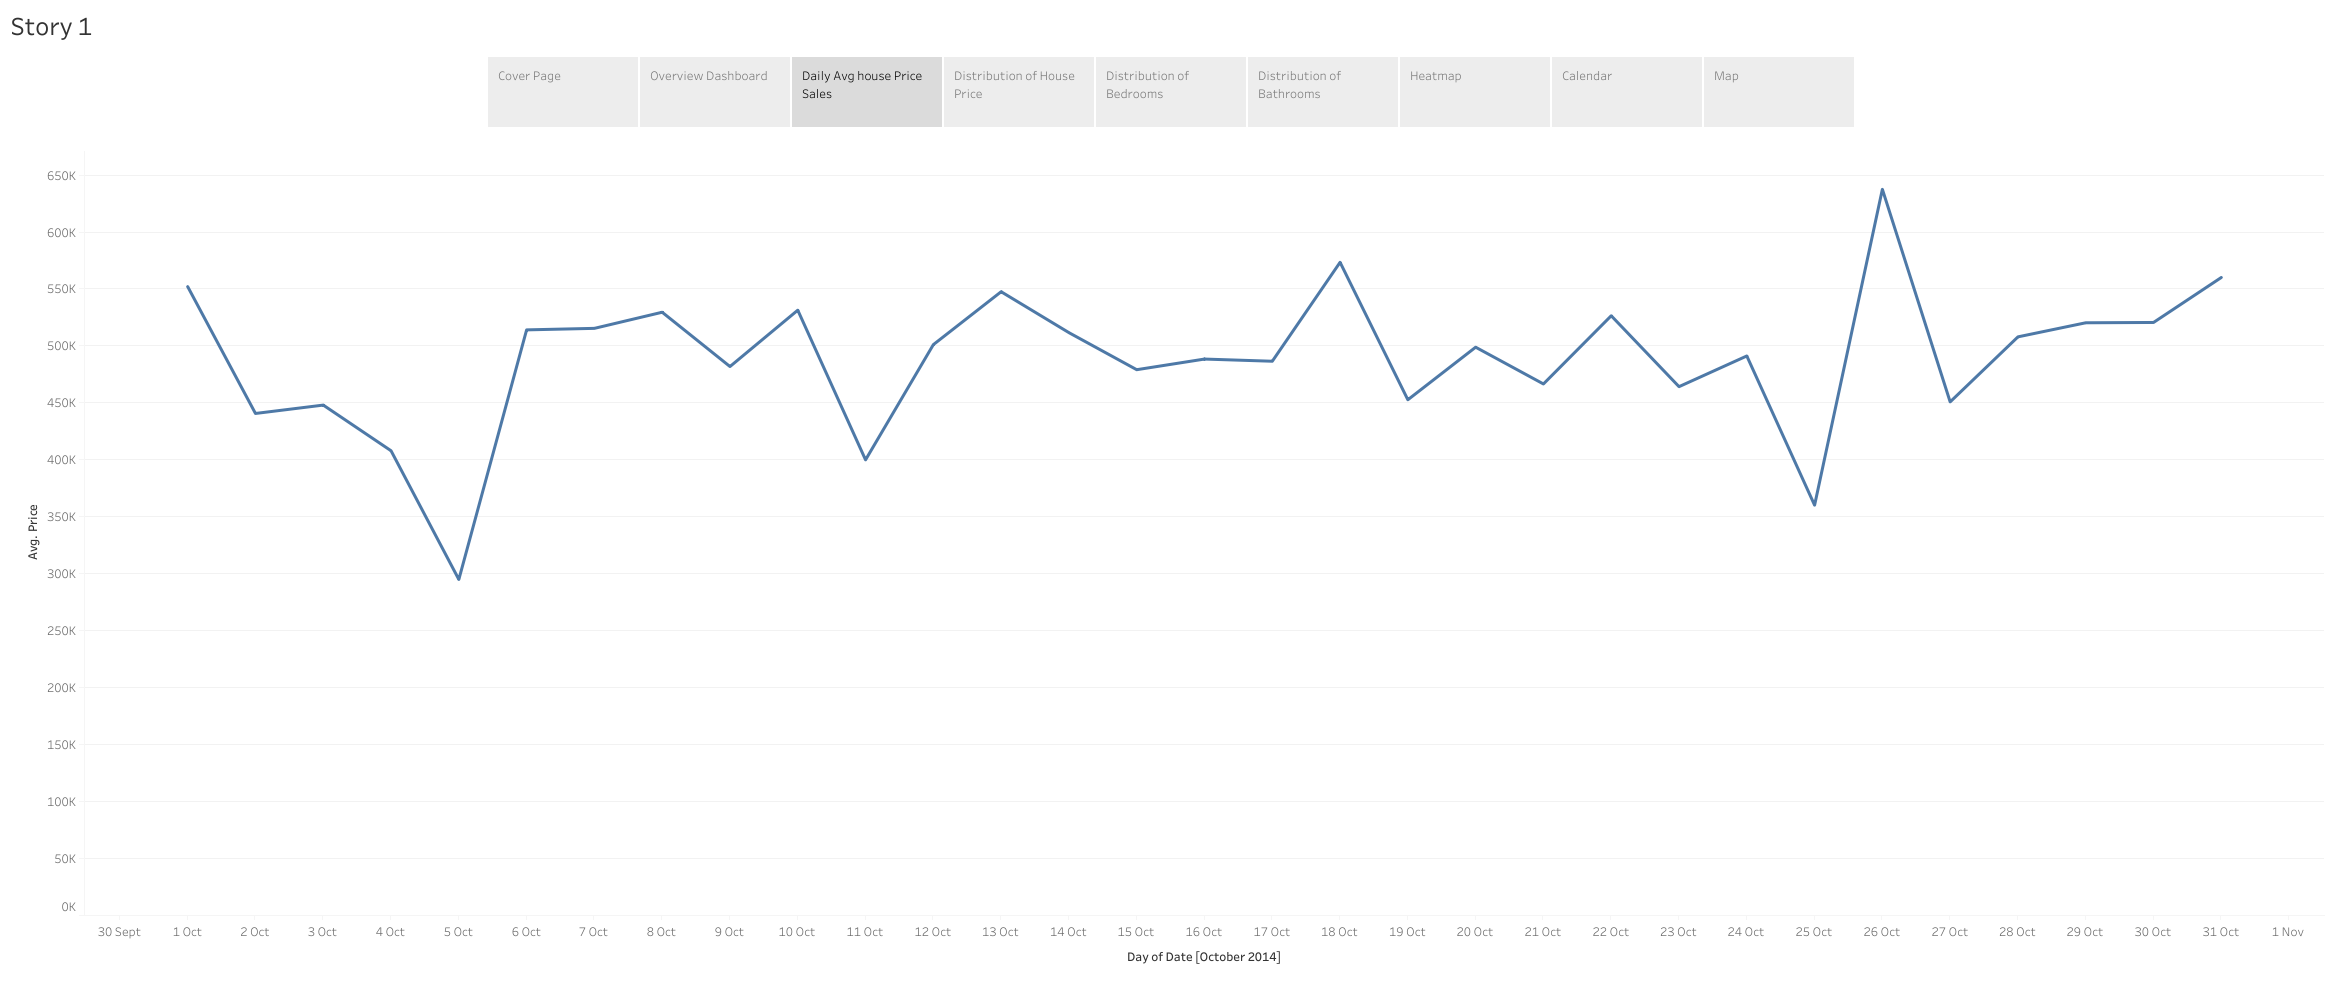 Story 1
Cover Page
Overview Dashboard
Daily Avg house Price
Sales
Distribution of House
Price
Distribution of
Bedrooms
Distribution of
Bathrooms
Heatmap
Calendar
Map
650K
600K
550K
500K
450K
400K
350K
300K
250K
200K
150K
100K
50K
0K
Avg. Price
30 Sept 1 Oct 2 Oct 3 Oct 4 Oct 5 Oct 6 Oct 7 Oct 8 Oct 9 Oct 10 Oct 11 Oct 12 Oct 13 Oct 14 Oct 15 Oct 16 Oct 17 Oct 18 Oct 19 Oct 20 Oct 21 Oct 22 Oct 23 Oct 24 Oct 25 Oct 26 Oct 27 Oct 28 Oct 29 Oct 30 Oct 31 Oct 1 Nov
Day of Date [October 2014]